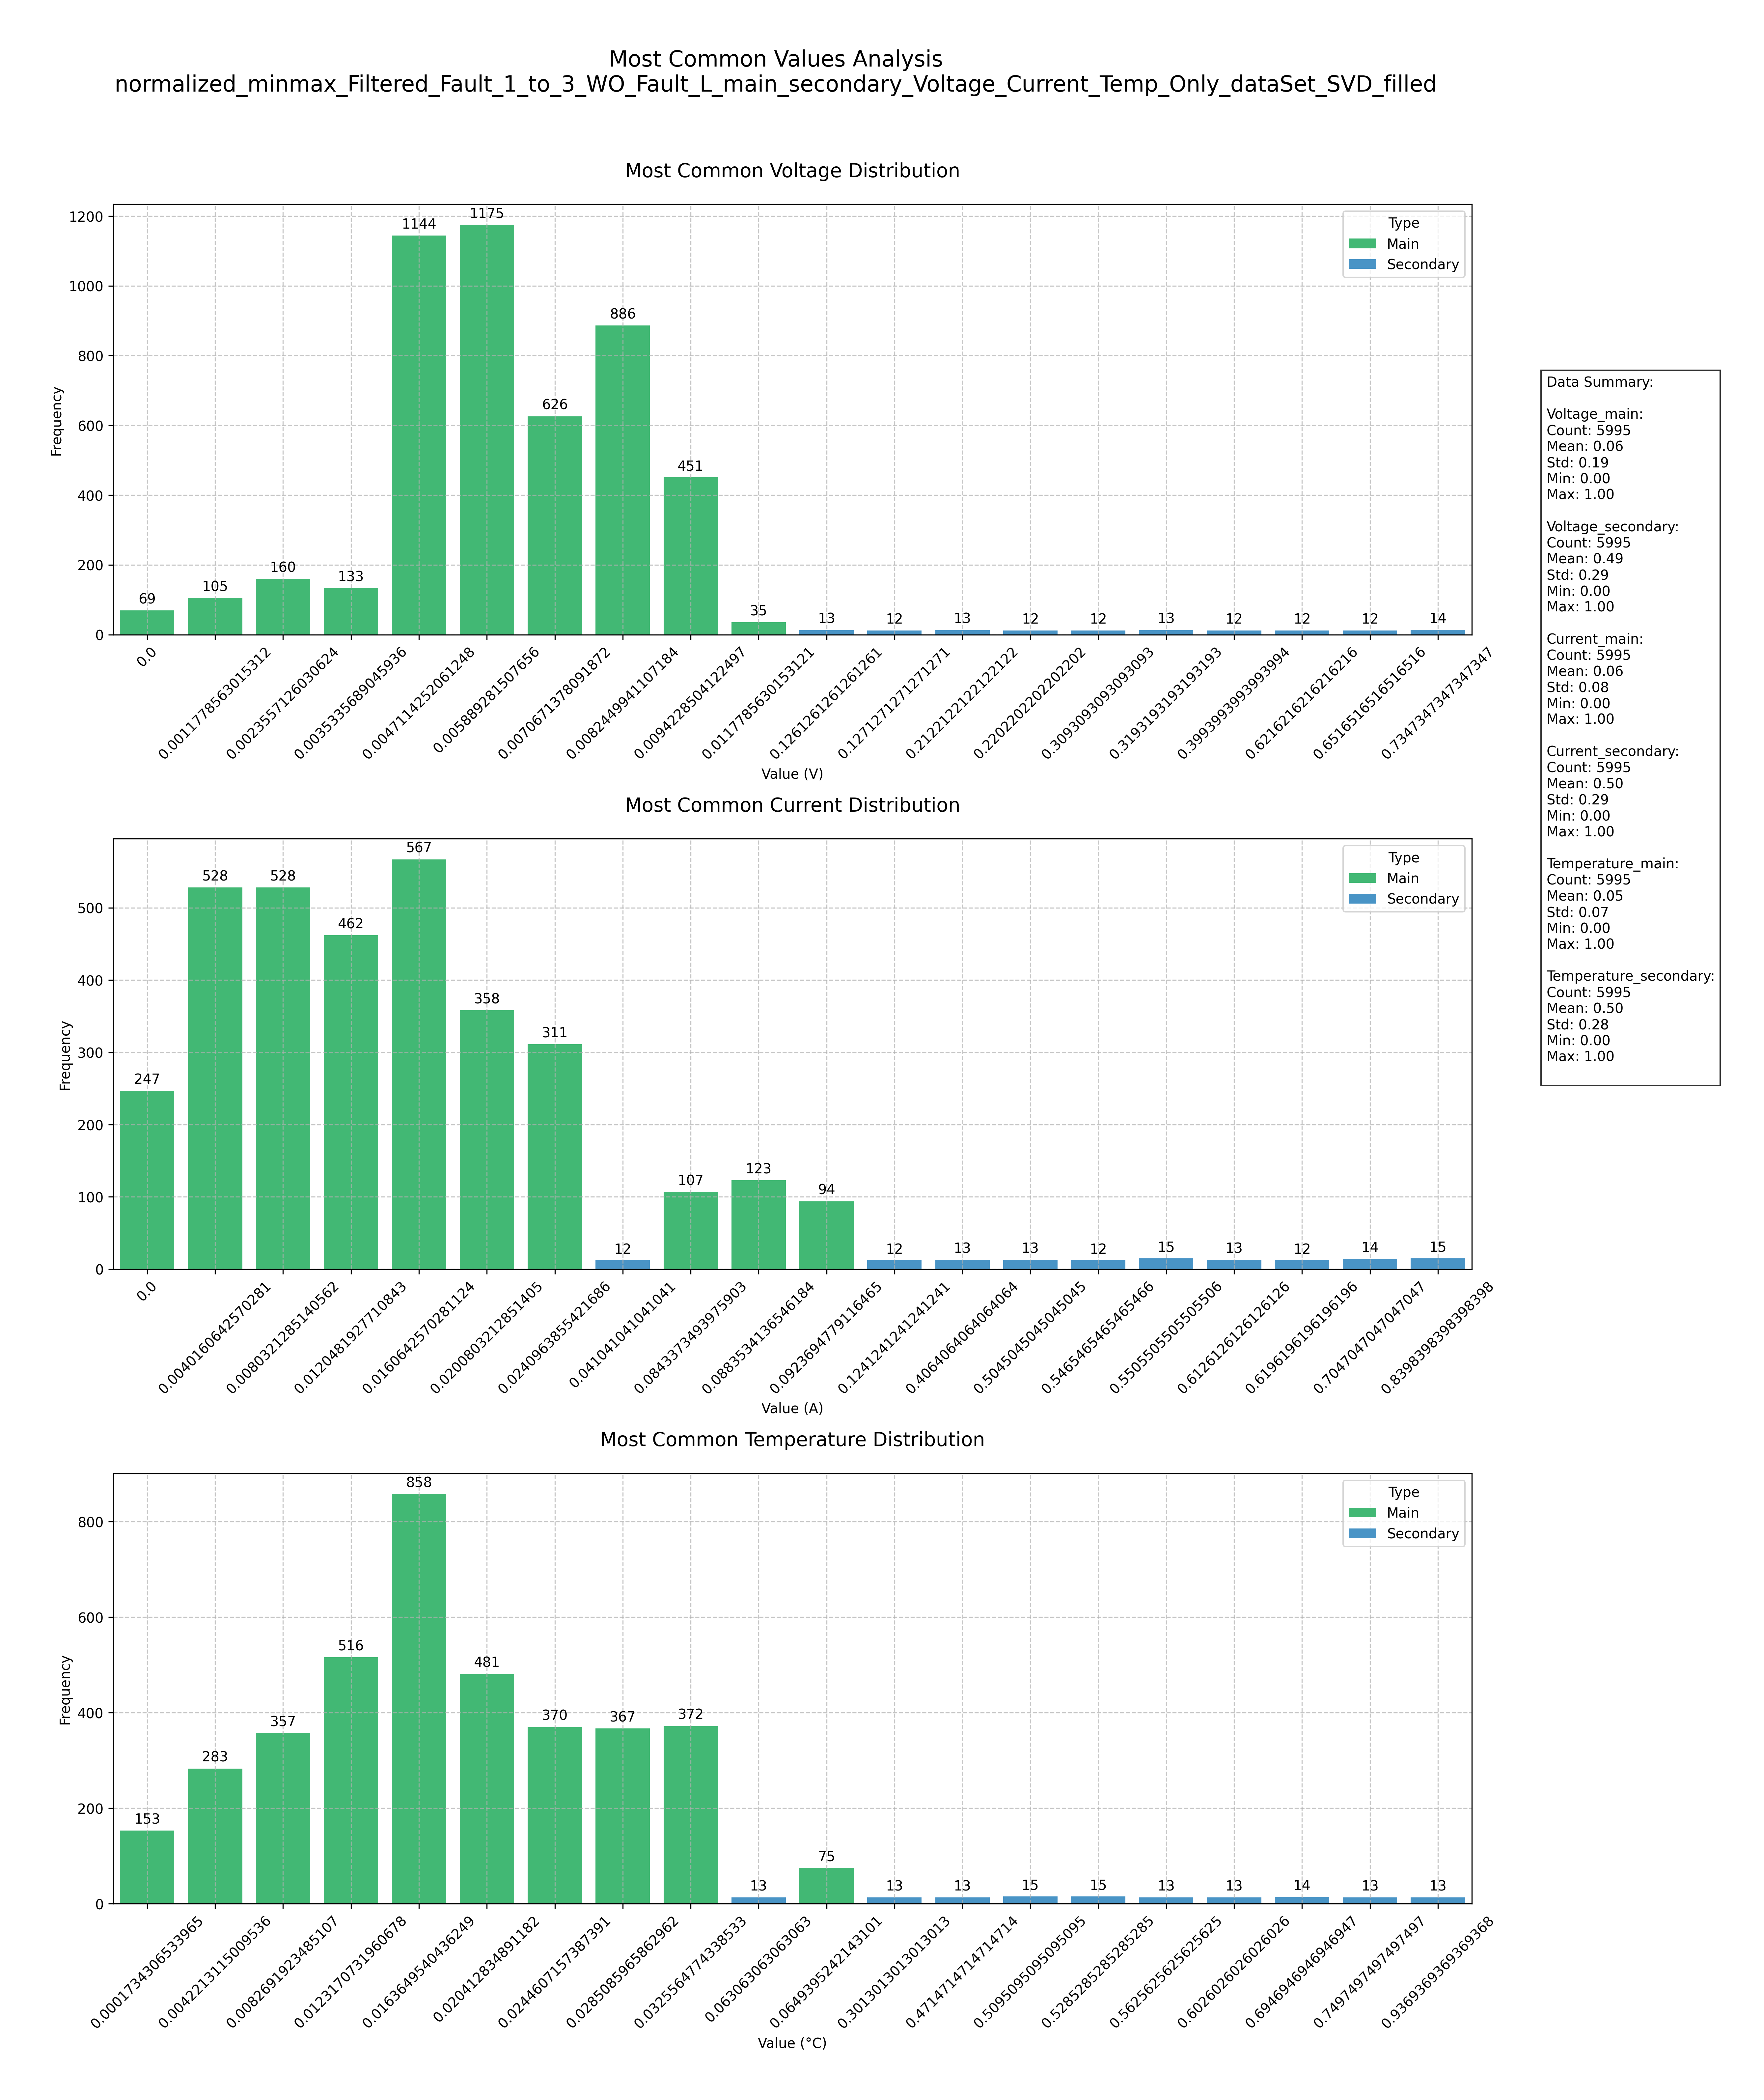 Most Common Values Analysis
normalized_minmax_Filtered_Fault_1_to_3_WO_Fault_L_main_secondary_Voltage_Current_Temp_Only_dataSet_SVD_filled
Most Common Voltage Distribution
Frequency
1200
1000
800
600
400
200
0
69
105
160
133
1144
1175
626
886
451
35
13
12
13
12
12
13
12
12
12
14
Type
Main
Secondary
0.0
0.001177856301531​2
0.0023557126030624
0.0035335689045936
0.0047114252061248
0.005889281507656
0.0070671378091872
0.0082449941107184
0.0094228504122497
0.0117785630153121
0.1261261261261261
0.1271271271271271
0.2122122122122122
0.2202202202202202
0.3093093093093093
0.3193193193193193
0.3993993993993994
0.6216216216216216
0.6516516516516516
0.7347347347347347
Value (V)
Most Common Current Distribution
Frequency
500
400
300
200
100
0
247
528
528
462
567
358
311
12
107
123
94
12
13
13
12
15
13
12
14
15
Type
Main
Secondary
0.0
0.0040160642570281
0.0080321285140562
0.0120481927710843
0.0160642570281124
0.0200803212851405
0.0240963855421686
0.041041041041041
0.0843373493975903
0.0883534136546184
0.0923694779116465
0.1241241241241241
0.4064064064064064
0.5045045045045045
0.5465465465465466
0.5505505505505506
0.6126126126126126
0.6196196196196196
0.7047047047047047
0.8398398398398398
Value (A)
Most Common Temperature Distribution
Frequency
800
600
400
200
0
153
283
357
516
858
481
370
367
372
13
75
13
13
15
15
13
13
14
13
13
Type
Main
Secondary
0.0001734306533965
0.0042213115009536
0.0082691923485107
0.0123170731960678
0.0163649540436249
0.0204128348911182
0.0244607157387391
0.0285085965862962
0.0325564774338533
0.063063063063063
0.0649395242143101
0.3013013013013013
0.4714714714714714
0.5095095095095095
0.5285285285285285
0.5625625625625625
0.6026026026026026
0.6946946946946947
0.7497497497497497
0.9369369369369368
Value (°C)
Data Summary:
Voltage_main:
Count: 5995
Mean: 0.06
Std: 0.19
Min: 0.00
Max: 1.00
Voltage_secondary:
Count: 5995
Mean: 0.49
Std: 0.29
Min: 0.00
Max: 1.00
Current_main:
Count: 5995
Mean: 0.06
Std: 0.08
Min: 0.00
Max: 1.00
Current_secondary:
Count: 5995
Mean: 0.50
Std: 0.29
Min: 0.00
Max: 1.00
Temperature_main:
Count: 5995
Mean: 0.05
Std: 0.07
Min: 0.00
Max: 1.00
Temperature_secondary:
Count: 5995
Mean: 0.50
Std: 0.28
Min: 0.00
Max: 1.00